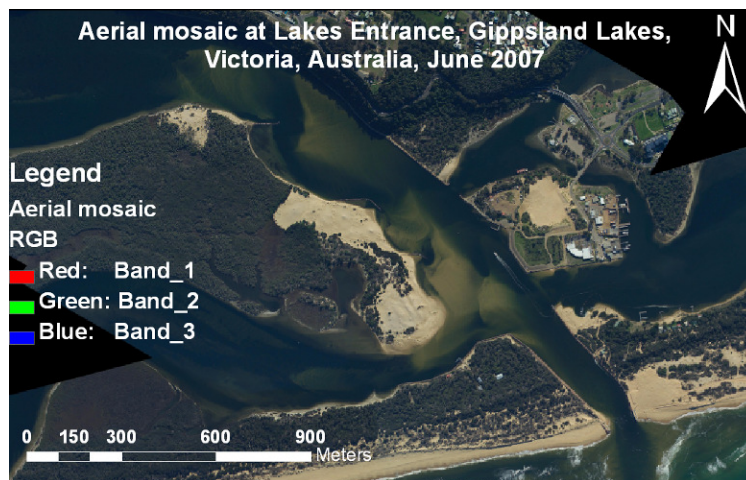 Aerial mosaic at Lakes Entrance, Gippsland Lakes,
Victoria, Australia, June 2007
N
Legend
Aerial mosaic
RGB
Red: Band_1
Green: Band_2
Blue: Band_3
0 150 300 600 900
Meters